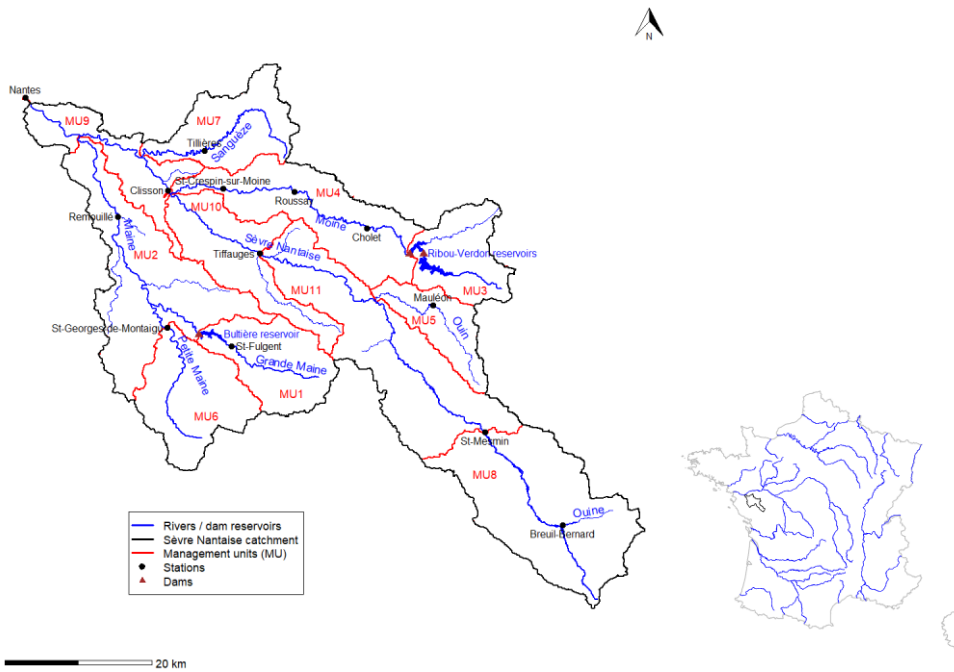 N
Nantes
MU9
MU7
Tillières
Sanguèze
St-Crespin-sur-Moine
MU4
Clisson
MU10
Roussay
Remouillé
Maine
Moine
Cholet
MU2
Sèvre Nantaise
Tiffauges
Ribou-Verdon reservoirs
MU11
MU3
Mauléon
MU5
Ouin
St-Georges-de-Montaigu
Bultière reservoir
St-Fulgent
Petite Maine
Grande Maine
MU1
MU6
St-Mesmin
MU8
Ouine
Breuil-Bernard
Rivers / dam reservoirs
Sèvre Nantaise catchment
Management units (MU)
Stations
Dams
20 km